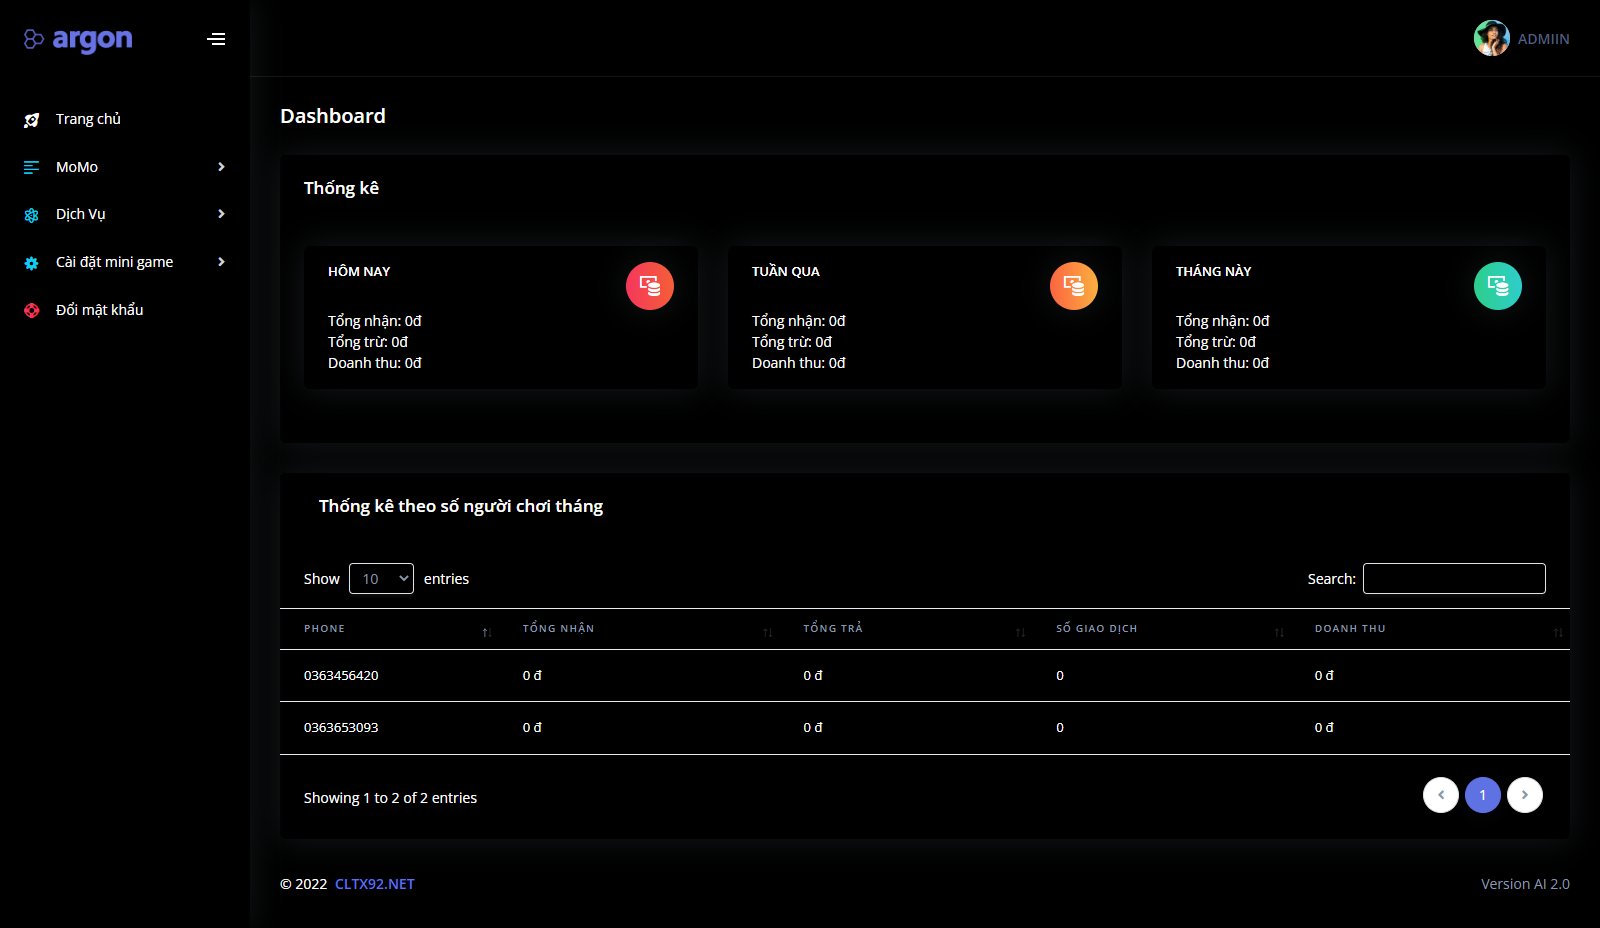 argon
ADMIIN
Trang chủ
MoMo
Dịch Vụ
Cài đặt mini game
Đổi mật khẩu
Dashboard
Thống kê
HÔM NAY
Tổng nhận: 0đ
Tổng trừ: 0đ
Doanh thu: 0đ
TUẦN QUA
Tổng nhận: 0đ
Tổng trừ: 0đ
Doanh thu: 0đ
THÁNG NÀY
Tổng nhận: 0đ
Tổng trừ: 0đ
Doanh thu: 0đ
Thống kê theo số người chơi tháng
Show 10 entries
Search:
PHONE TỔNG NHẬN TỔNG TRẢ SỐ GIAO DỊCH DOANH THU
0363456420 0 đ 0 đ 0 0 đ
0363653093 0 đ 0 đ 0 0 đ
Showing 1 to 2 of 2 entries
1
© 2022 CLTX92.NET
Version AI 2.0